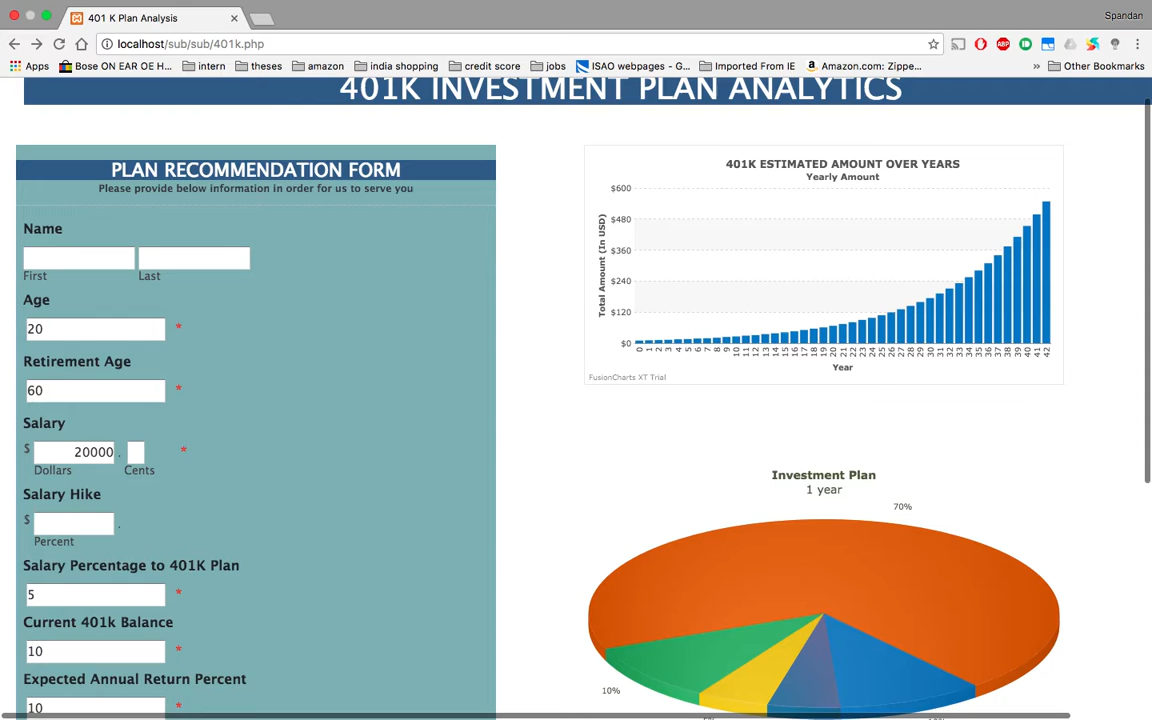 401 K Plan Analysis
Spandan
localhost/sub/sub/401k.php
Apps
Bose ON EAR OE H...
intern
theses
amazon
india shopping
credit score
jobs
ISAO webpages - G...
Imported From IE
Amazon.com: Zippe...
»
Other Bookmarks
401K INVESTMENT PLAN ANALYTICS
PLAN RECOMMENDATION FORM
Please provide below information in order for us to serve you
Name
First
Last
Age
20 *
Retirement Age
60 *
Salary
$ 20000 . *
Dollars
Cents
Salary Hike
$ .
Percent
Salary Percentage to 401K Plan
5 *
Current 401k Balance
10 *
Expected Annual Return Percent
10 *
401K ESTIMATED AMOUNT OVER YEARS
Yearly Amount
Total Amount (In USD)
$600
$480
$360
$240
$120
$0
0 1 2 3 4 5 6 7 8 9 10 11 12 13 14 15 16 17 18 19 20 21 22 23 24 25 26 27 28 29 30 31 32 33 34 35 36 37 38 39 40 41 42
Year
FusionCharts XT Trial
Investment Plan
1 year
70%
10%